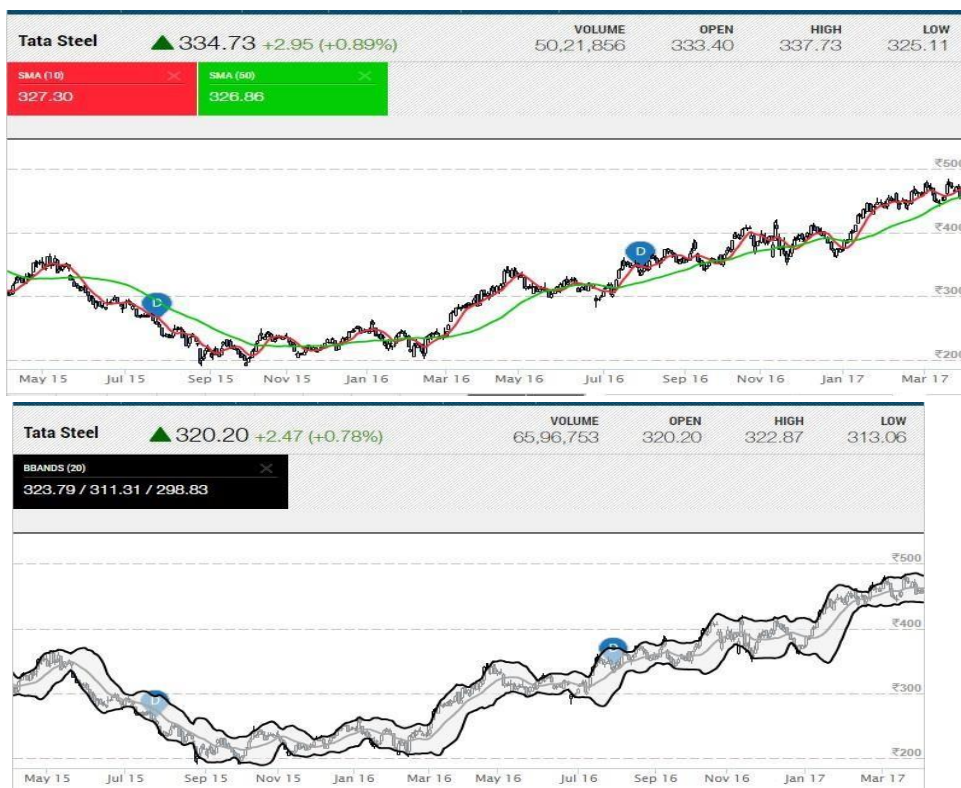 Tata Steel ▲ 334.73 +2.95 (+0.89%) VOLUME OPEN HIGH LOW
50,21,856 333.40 337.73 325.11
SMA (10) SMA (50)
327.30 326.86
₹500
₹400
D
₹300
D
₹200
May 15 Jul 15 Sep 15 Nov 15 Jan 16 Mar 16 May 16 Jul 16 Sep 16 Nov 16 Jan 17 Mar 17
Tata Steel ▲ 320.20 +2.47 (+0.78%) VOLUME OPEN HIGH LOW
65,96,753 320.20 322.87 313.06
BBANDS (20)
323.79 / 311.31 / 298.83
₹500
₹400
D
₹300
D
₹200
May 15 Jul 15 Sep 15 Nov 15 Jan 16 Mar 16 May 16 Jul 16 Sep 16 Nov 16 Jan 17 Mar 17